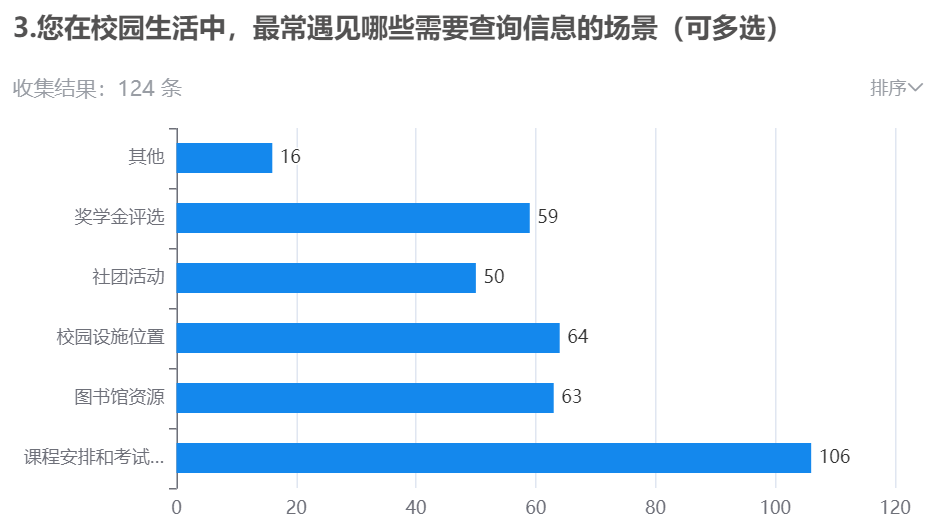 3.您在校园生活中，最常遇见哪些需要查询信息的场景（可多选）
收集结果：124 条
排序
其他 16
奖学金评选 59
社团活动 50
校园设施位置 64
图书馆资源 63
课程安排和考试... 106
0 20 40 60 80 100 120